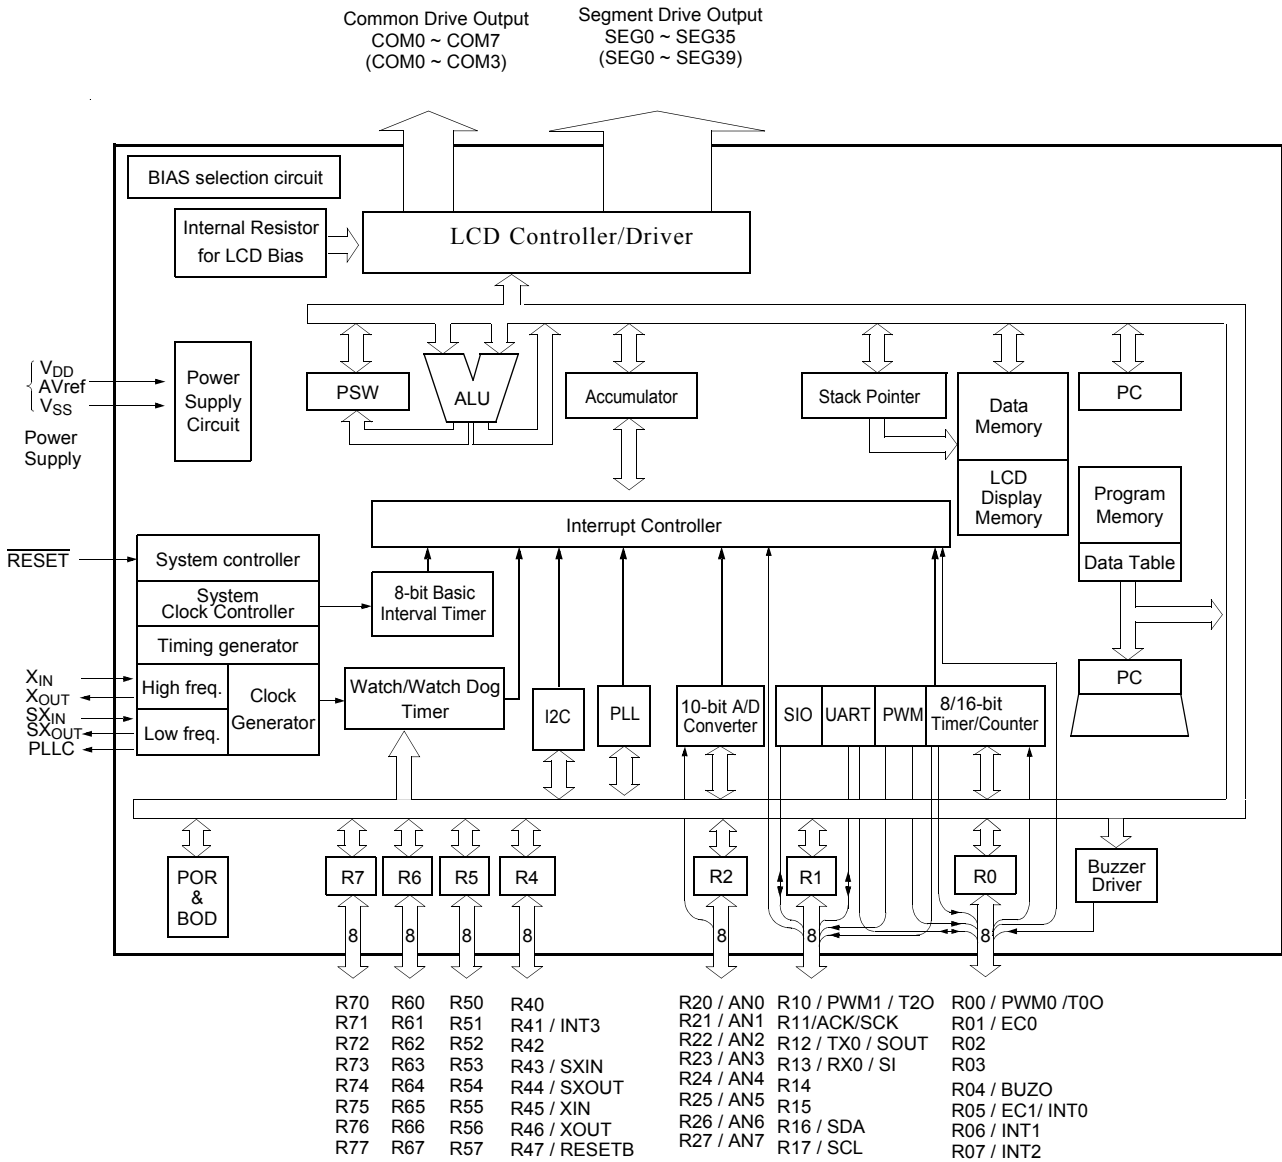 Common Drive Output
COM0 ~ COM7
(COM0 ~ COM3)
Segment Drive Output
SEG0 ~ SEG35
(SEG0 ~ SEG39)
BIAS selection circuit
Internal Resistor
for LCD Bias
LCD Controller/Driver
VDD
AVref
VSS
Power
Supply
Power
Supply
Circuit
PSW
ALU
Accumulator
Stack Pointer
Data
Memory
LCD
Display
Memory
PC
Program
Memory
Data Table
PC
Interrupt Controller
RESET
System controller
System
Clock Controller
Timing generator
High freq.
Low freq.
Clock
Generator
XIN
XOUT
SXIN
SXOUT
PLLC
8-bit Basic
Interval Timer
Watch/Watch Dog
Timer
I2C
PLL
10-bit A/D
Converter
SIO
UART
PWM
8/16-bit
Timer/Counter
POR
&
BOD
R7
R6
R5
R4
R2
R1
R0
Buzzer
Driver
8
8
8
8
8
8
8
R70
R71
R72
R73
R74
R75
R76
R77
R60
R61
R62
R63
R64
R65
R66
R67
R50
R51
R52
R53
R54
R55
R56
R57
R40
R41 / INT3
R42
R43 / SXIN
R44 / SXOUT
R45 / XIN
R46 / XOUT
R47 / RESETB
R20 / AN0
R21 / AN1
R22 / AN2
R23 / AN3
R24 / AN4
R25 / AN5
R26 / AN6
R27 / AN7
R10 / PWM1 / T2O
R11/ACK/SCK
R12 / TX0 / SOUT
R13 / RX0 / SI
R14
R15
R16 / SDA
R17 / SCL
R00 / PWM0 /T0O
R01 / EC0
R02
R03
R04 / BUZO
R05 / EC1/ INT0
R06 / INT1
R07 / INT2